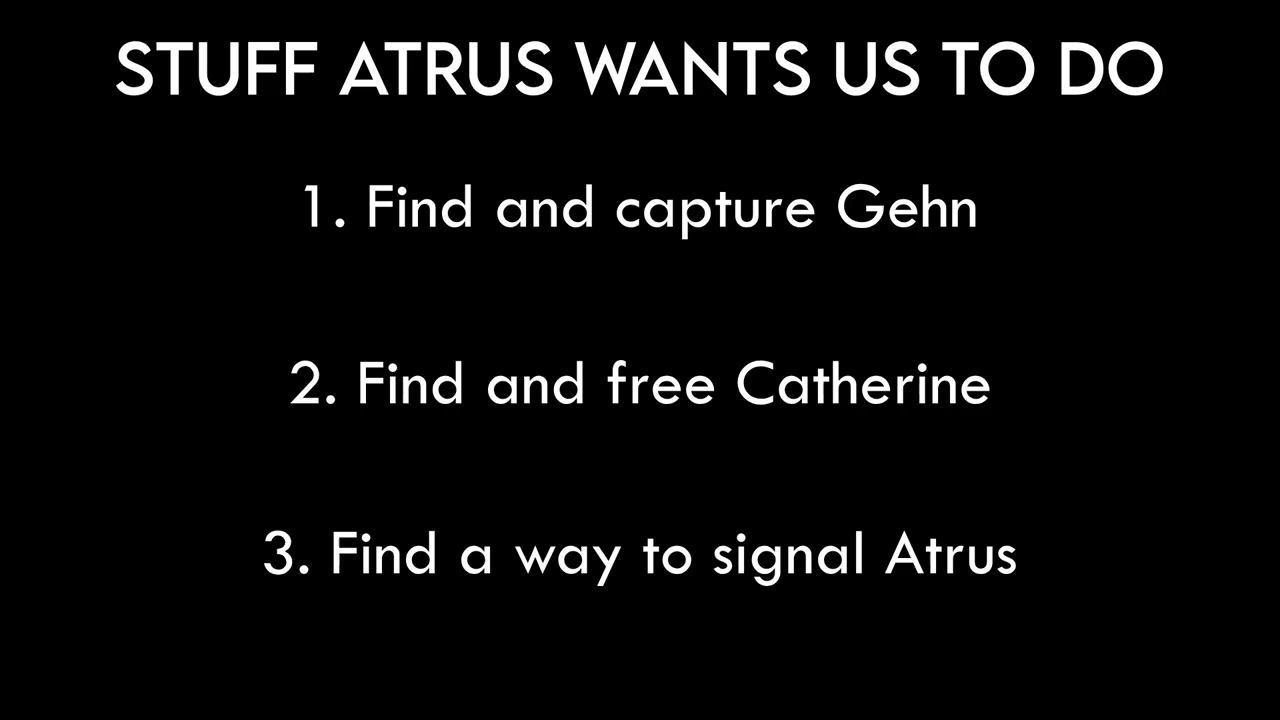 STUFF ATRUS WANTS US TO DO
1. Find and capture Gehn
2. Find and free Catherine
3. Find a way to signal Atrus